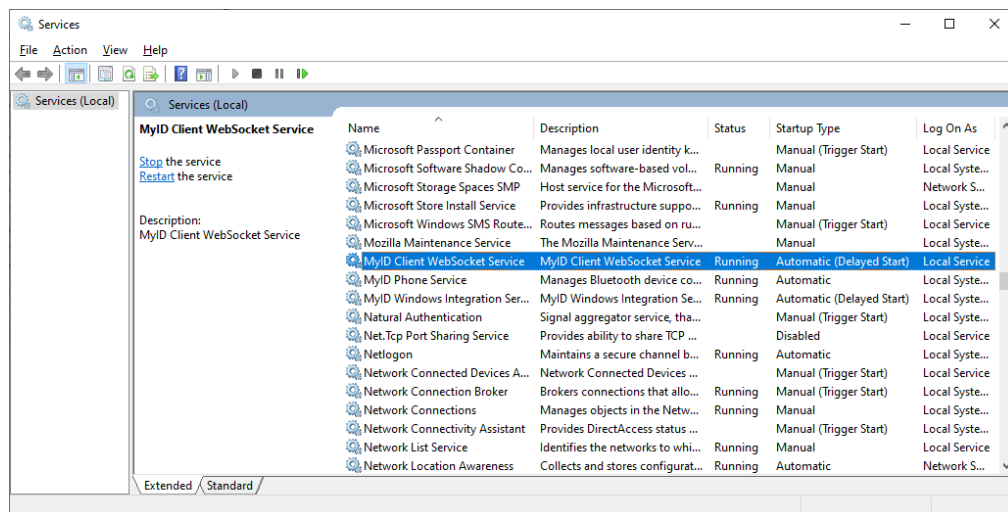 Services
File Action View Help
Services (Local)
Services (Local)
MyID Client WebSocket Service
Stop the service
Restart the service
Description:
MyID Client WebSocket Service
Name Description Status Startup Type Log On As
Microsoft Passport Container Manages local user identity k... Manual (Trigger Start) Local Service
Microsoft Software Shadow Co... Manages software-based vol... Running Manual Local Syste...
Microsoft Storage Spaces SMP Host service for the Microsoft... Manual Network S...
Microsoft Store Install Service Provides infrastructure suppo... Running Manual Local Syste...
Microsoft Windows SMS Route... Routes messages based on ru... Manual (Trigger Start) Local Service
Mozilla Maintenance Service The Mozilla Maintenance Serv... Manual Local Syste...
MyID Client WebSocket Service MyID Client WebSocket Service Running Automatic (Delayed Start) Local Service
MyID Phone Service Manages Bluetooth device co... Running Automatic Local Syste...
MyID Windows Integration Ser... MyID Windows Integration Se... Running Automatic (Delayed Start) Local Syste...
Natural Authentication Signal aggregator service, tha... Manual (Trigger Start) Local Syste...
Net.Tcp Port Sharing Service Provides ability to share TCP ... Disabled Local Service
Netlogon Maintains a secure channel b... Running Automatic Local Syste...
Network Connected Devices A... Network Connected Devices ... Manual (Trigger Start) Local Service
Network Connection Broker Brokers connections that allo... Running Manual (Trigger Start) Local Syste...
Network Connections Manages objects in the Netw... Running Manual Local Syste...
Network Connectivity Assistant Provides DirectAccess status ... Manual (Trigger Start) Local Syste...
Network List Service Identifies the networks to whi... Running Manual Local Service
Network Location Awareness Collects and stores configurat... Running Automatic Network S...
Extended Standard